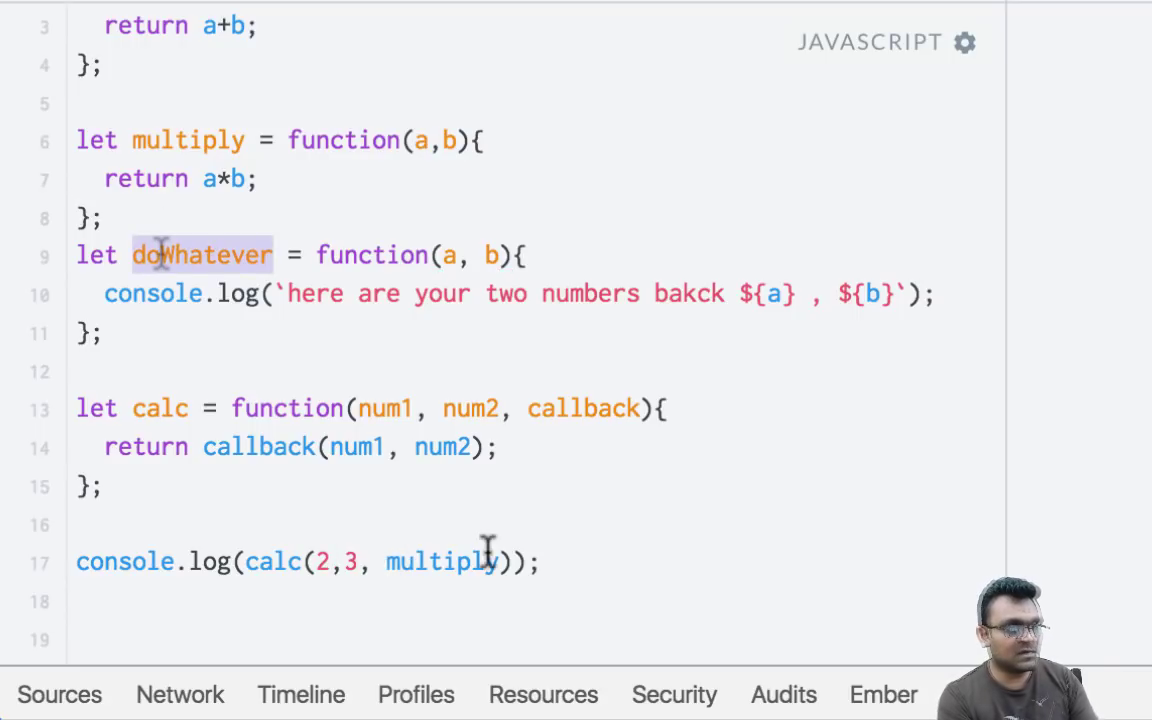 JAVASCRIPT
3 return a+b;
4 };
5
6 let multiply = function(a,b){
7 return a*b;
8 };
9 let doWhatever = function(a, b){
10 console.log(`here are your two numbers bakck ${a} , ${b}`);
11 };
12
13 let calc = function(num1, num2, callback){
14 return callback(num1, num2);
15 };
16
17 console.log(calc(2,3, multiply));
18
19
Sources Network Timeline Profiles Resources Security Audits Ember